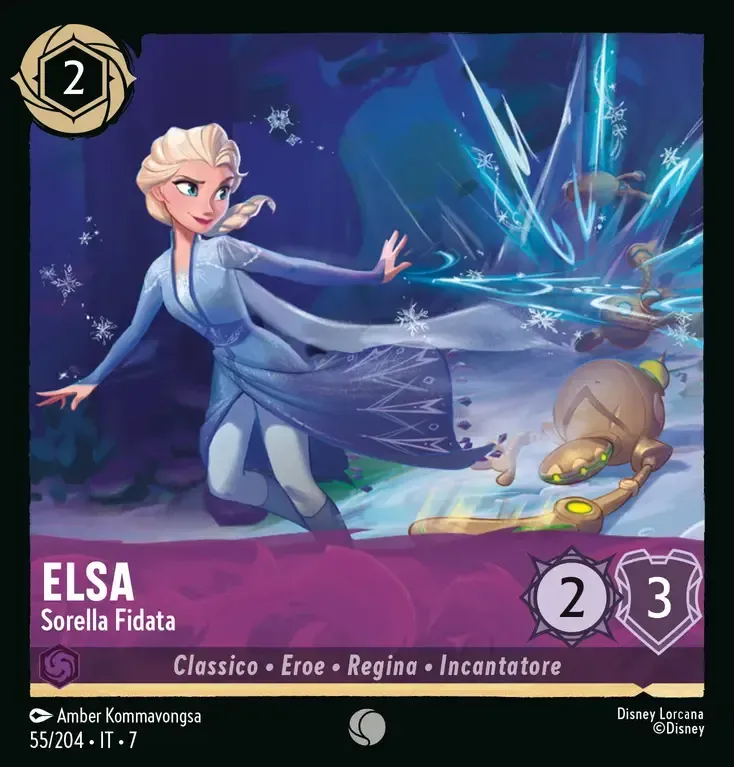 2
ELSA
Sorella Fidata
2 3
Classico • Eroe • Regina • Incantatore
Amber Kommavongsa
55/204 • IT • 7
Disney Lorcana
©Disney